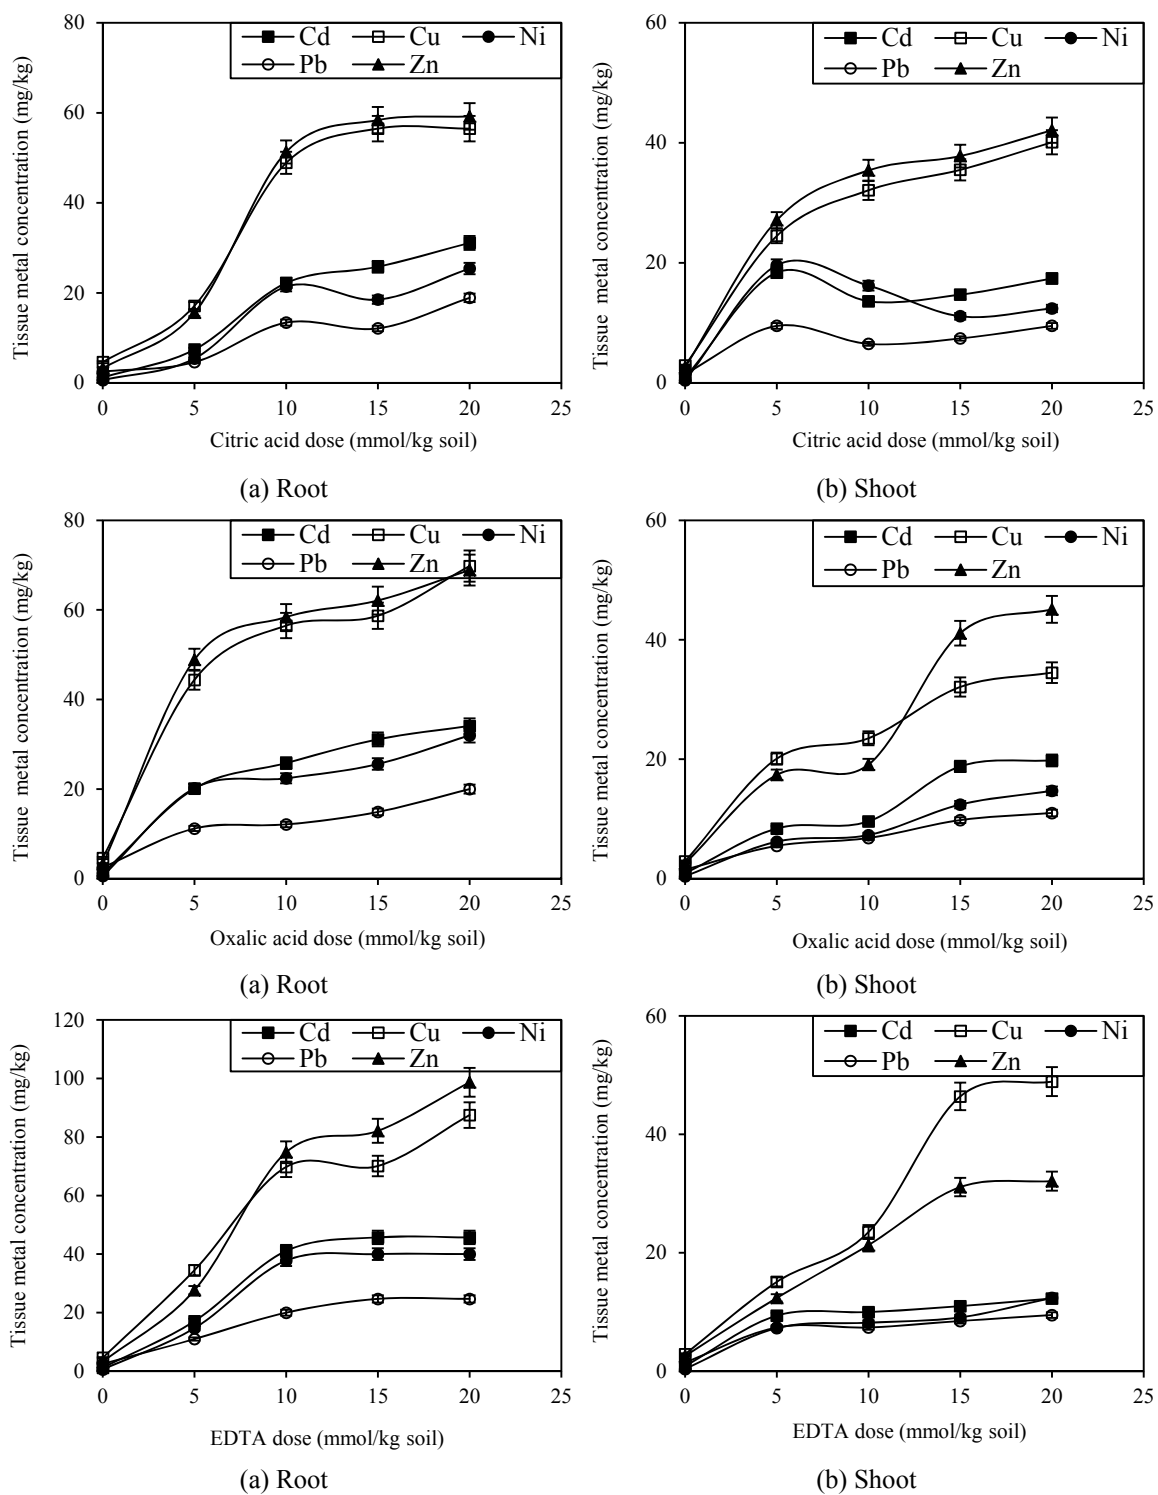 80
60
40
20
0
0 5 10 15 20 25
Tissue metal concentration (mg/kg)
Cd Cu Ni
Pb Zn
Citric acid dose (mmol/kg soil)
(a) Root
60
40
20
0
0 5 10 15 20 25
Tissue metal concentration (mg/kg)
Cd Cu Ni
Pb Zn
Citric acid dose (mmol/kg soil)
(b) Shoot
80
60
40
20
0
0 5 10 15 20 25
Tissue metal concentration (mg/kg)
Cd Cu Ni
Pb Zn
Oxalic acid dose (mmol/kg soil)
(a) Root
60
40
20
0
0 5 10 15 20 25
Tissue metal concentration (mg/kg)
Cd Cu Ni
Pb Zn
Oxalic acid dose (mmol/kg soil)
(b) Shoot
120
100
80
60
40
20
0
0 5 10 15 20 25
Tissue metal concentration (mg/kg)
Cd Cu Ni
Pb Zn
EDTA dose (mmol/kg soil)
(a) Root
60
40
20
0
0 5 10 15 20 25
Tissue metal concentration (mg/kg)
Cd Cu Ni
Pb Zn
EDTA dose (mmol/kg soil)
(b) Shoot